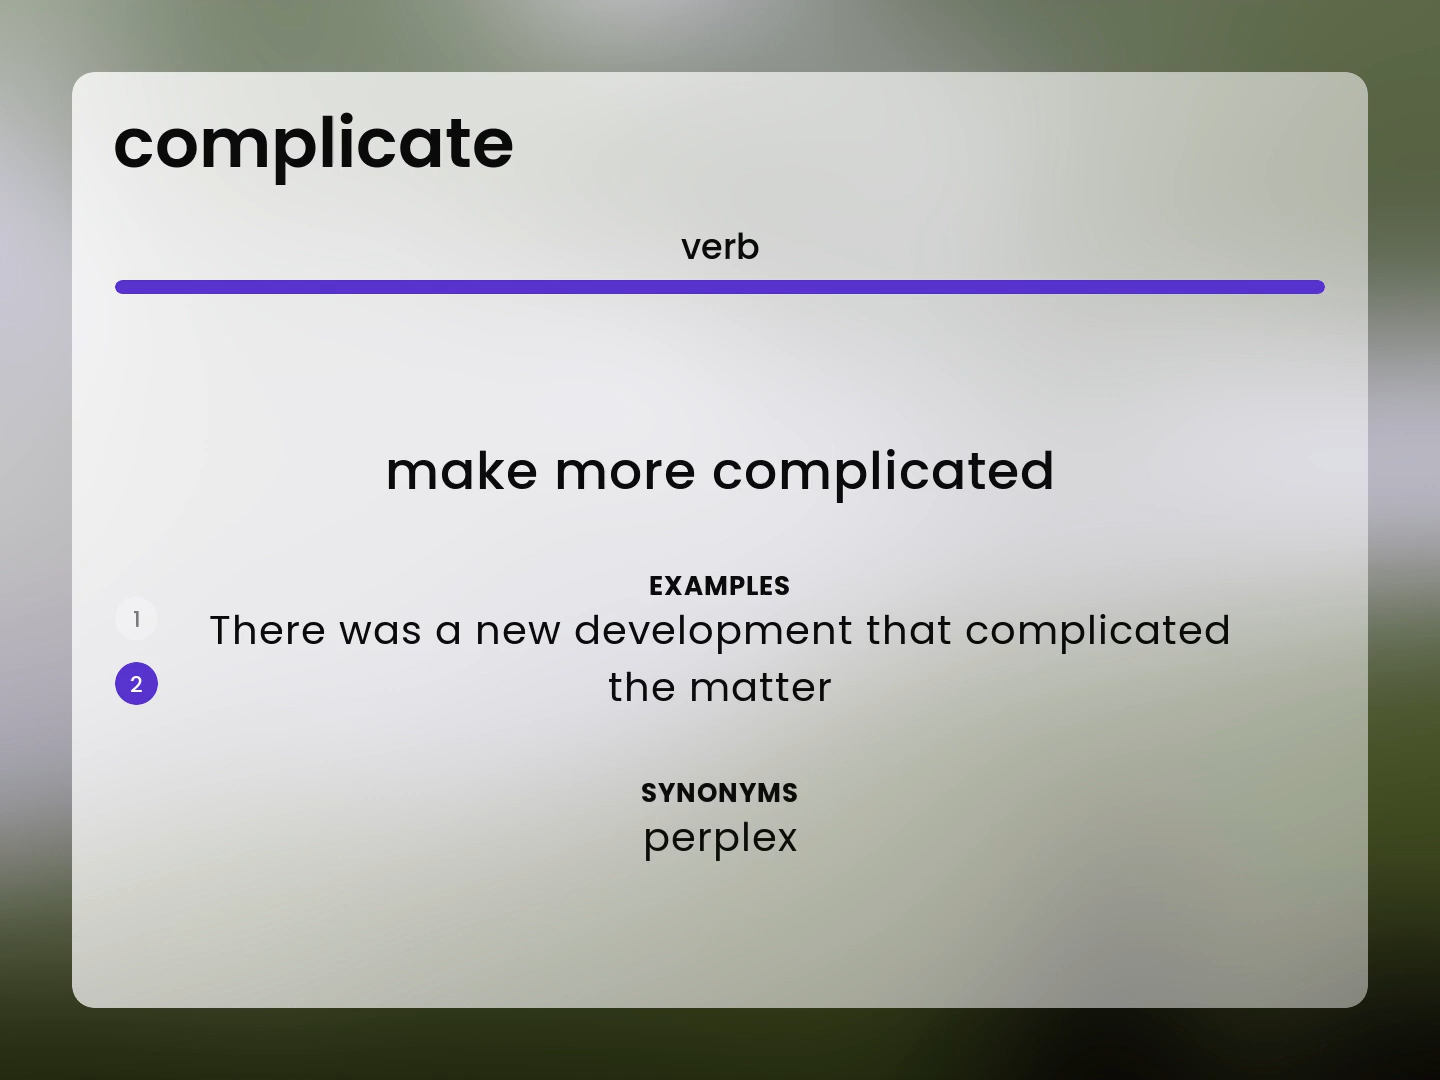 complicate
verb
make more complicated
EXAMPLES
1
There was a new development that complicated
2
the matter
SYNONYMS
perplex